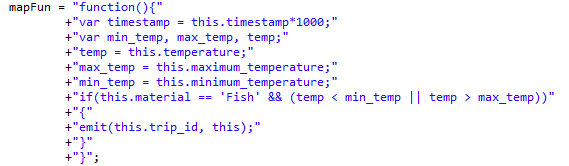 mapFun = "function(){"
+"var timestamp = this.timestamp*1000;"
+"var min_temp, max_temp, temp;"
+"temp = this.temperature;"
+"max_temp = this.maximum_temperature;"
+"min_temp = this.minimum_temperature;"
+"if(this.material == 'Fish' && (temp < min_temp || temp > max_temp))"
+"{"
+"emit(this.trip_id, this);"
+"}"
+"}";